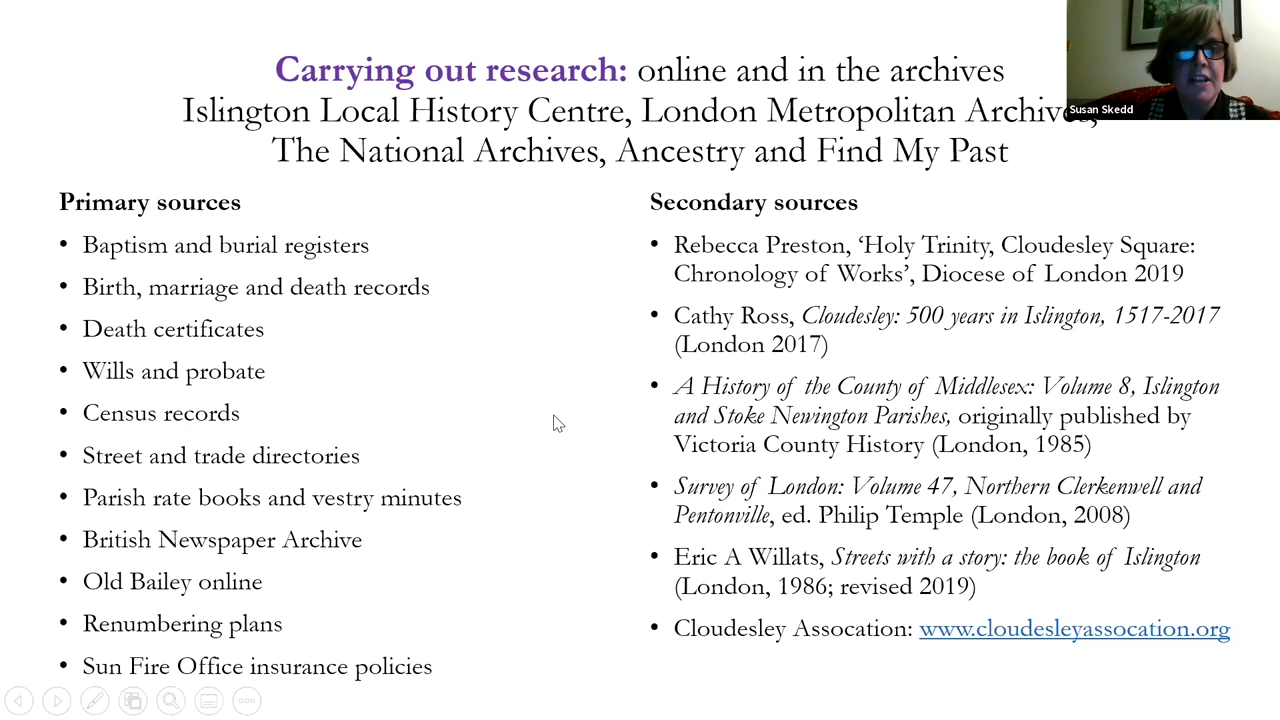 Carrying out research: online and in the archives
Islington Local History Centre, London Metropolitan Archives,
The National Archives, Ancestry and Find My Past
Susan Skedd
Primary sources
• Baptism and burial registers
• Birth, marriage and death records
• Death certificates
• Wills and probate
• Census records
• Street and trade directories
• Parish rate books and vestry minutes
• British Newspaper Archive
• Old Bailey online
• Renumbering plans
• Sun Fire Office insurance policies
Secondary sources
• Rebecca Preston, ‘Holy Trinity, Cloudesley Square:
Chronology of Works’, Diocese of London 2019
• Cathy Ross, Cloudesley: 500 years in Islington, 1517-2017
(London 2017)
• A History of the County of Middlesex: Volume 8, Islington
and Stoke Newington Parishes, originally published by
Victoria County History (London, 1985)
• Survey of London: Volume 47, Northern Clerkenwell and
Pentonville, ed. Philip Temple (London, 2008)
• Eric A Willats, Streets with a story: the book of Islington
(London, 1986; revised 2019)
• Cloudesley Assocation: www.cloudesleyassocation.org